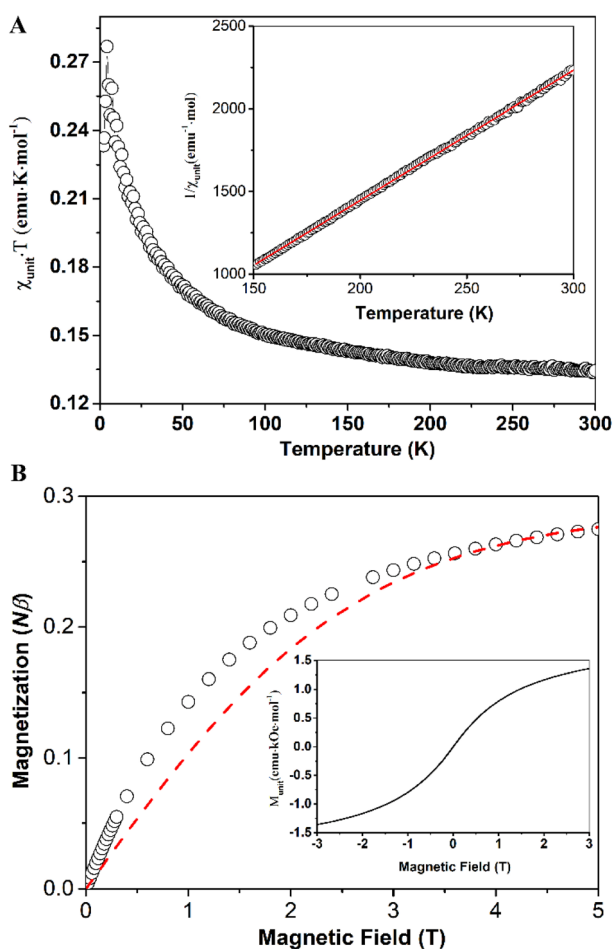 A
χunit·T (emu·K·mol⁻¹)
0.27
0.24
0.21
0.18
0.15
0.12
0 50 100 150 200 250 300
Temperature (K)
1/χunit(emu⁻¹·mol)
2500
2000
1500
1000
150 200 250 300
Temperature (K)
B
Magnetization (Nβ)
0.3
0.2
0.1
0.0
0 1 2 3 4 5
Magnetic Field (T)
Munit(emu·kOe·mol⁻¹)
1.5
1.0
0.5
0.0
-0.5
-1.0
-1.5
-3 -2 -1 0 1 2 3
Magnetic Field (T)